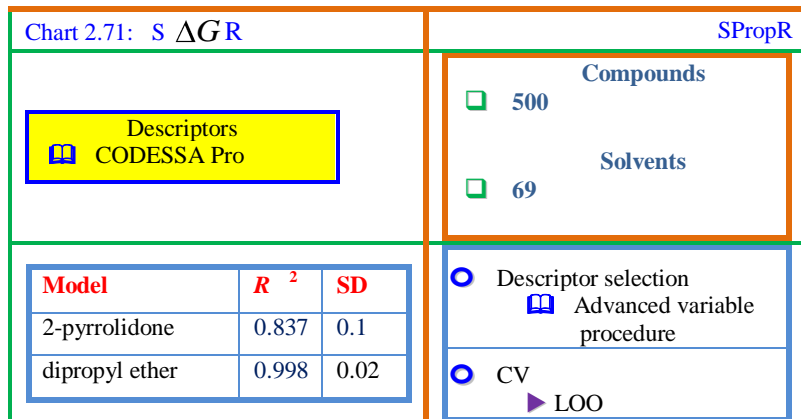 Chart 2.71: S ΔG R
SPropR
Descriptors
CODESSA Pro
Compounds
500
Solvents
69
Model R 2 SD
2-pyrrolidone 0.837 0.1
dipropyl ether 0.998 0.02
Descriptor selection
Advanced variable
procedure
CV
LOO